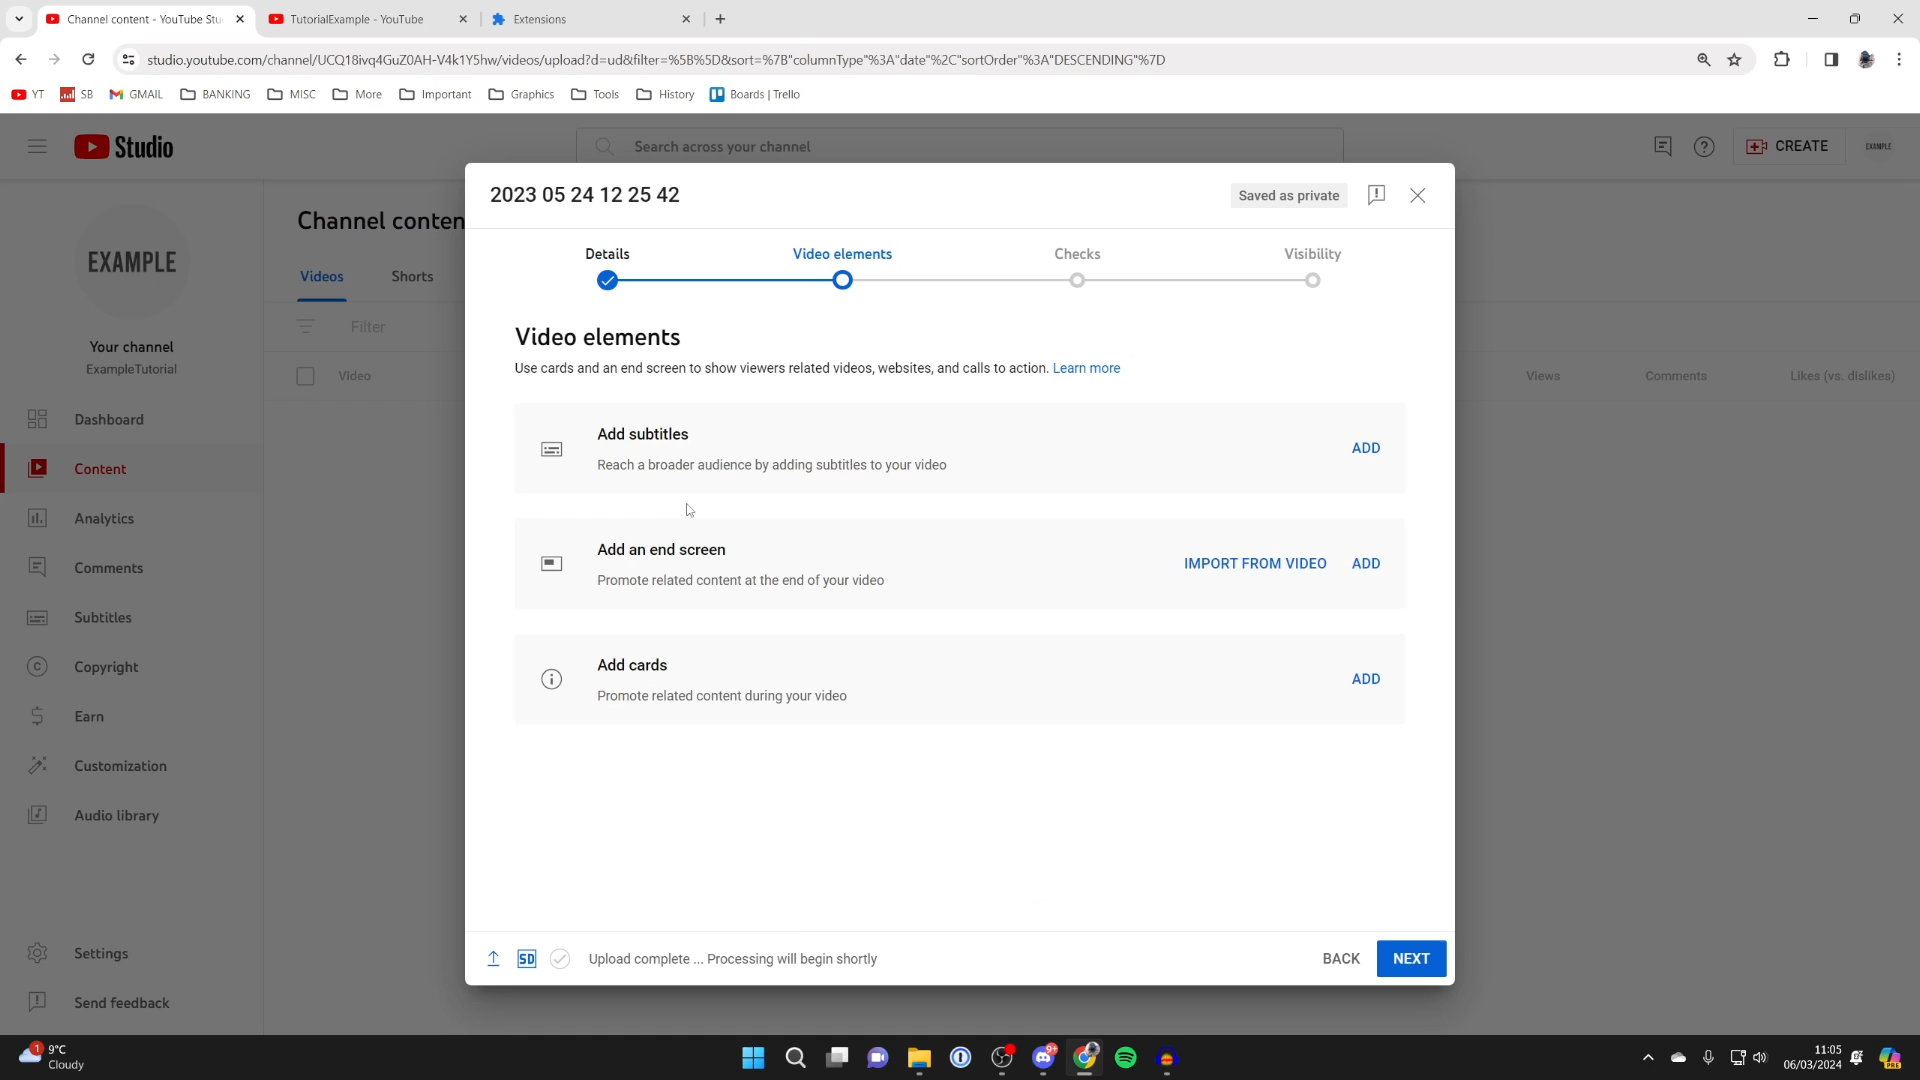 Channel content - YouTube Stu
TutorialExample - YouTube
Extensions
studio.youtube.com/channel/UCQ18ivq4GuZ0AH-V4k1Y5hw/videos/upload?d=ud&filter=%5B%5D&sort=%7B"columnType"%3A"date"%2C"sortOrder"%3A"DESCENDING"%7D
YT
SB
GMAIL
BANKING
MISC
More
Important
Graphics
Tools
History
Boards | Trello
Studio
Search across your channel
CREATE
EXAMPLE
2023 05 24 12 25 42
Saved as private
Channel conten
Details
Video elements
Checks
Visibility
EXAMPLE
Videos
Shorts
Filter
Your channel
ExampleTutorial
Video
Views
Comments
Likes (vs. dislikes)
Video elements
Use cards and an end screen to show viewers related videos, websites, and calls to action. Learn more
Dashboard
Content
Analytics
Comments
Subtitles
Copyright
Earn
Customization
Audio library
Settings
Send feedback
Add subtitles
Reach a broader audience by adding subtitles to your video
ADD
Add an end screen
Promote related content at the end of your video
IMPORT FROM VIDEO
ADD
Add cards
Promote related content during your video
ADD
SD
Upload complete ... Processing will begin shortly
BACK
NEXT
1
9°C
Cloudy
9+
11:05
06/03/2024
PRE